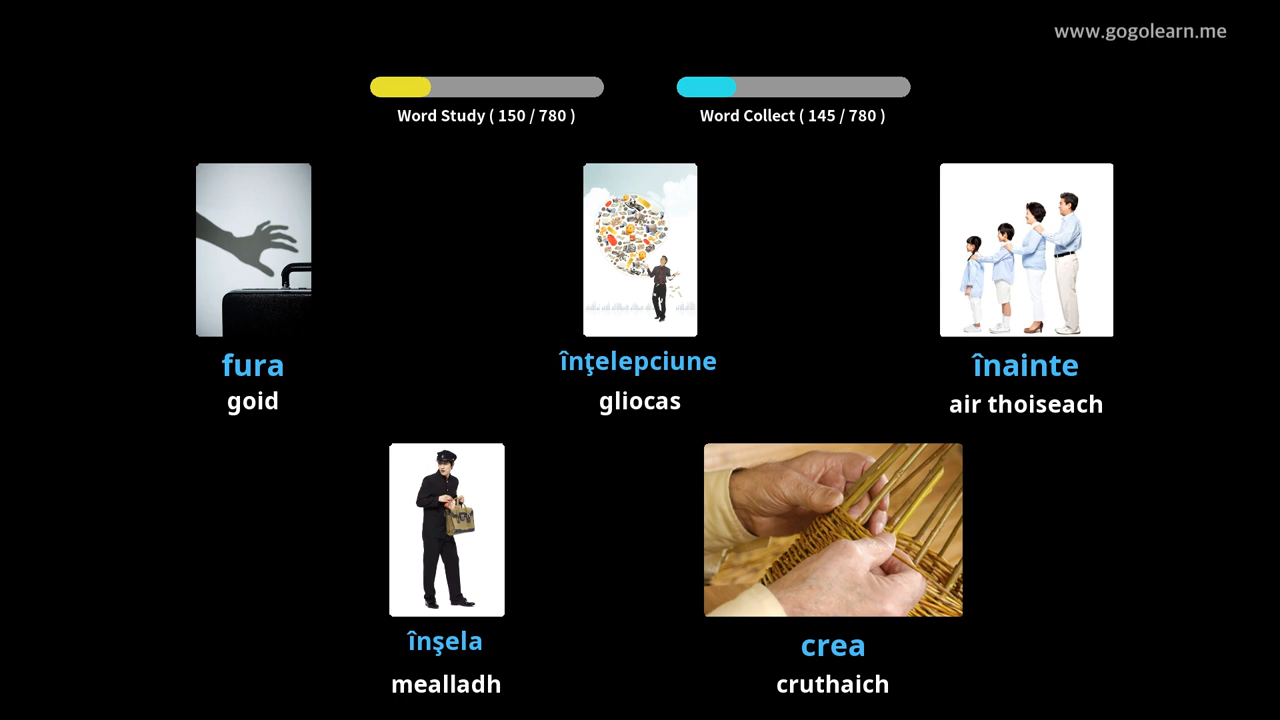 www.gogolearn.me
Word Study ( 150 / 780 )
Word Collect ( 145 / 780 )
fura
goid
înţelepciune
gliocas
înainte
air thoiseach
înşela
mealladh
crea
cruthaich